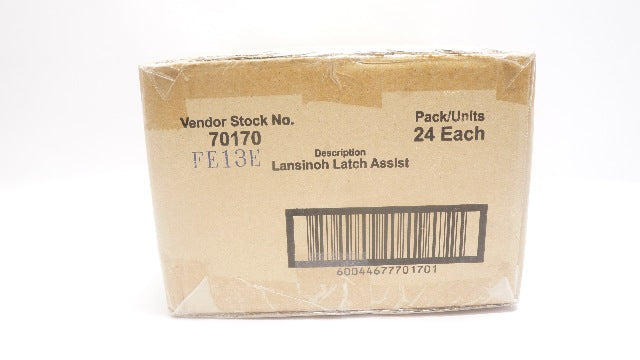 Vendor Stock No.
70170
FE13E
Pack/Units
24 Each
Description
Lansinoh Latch Assist
60044677701701